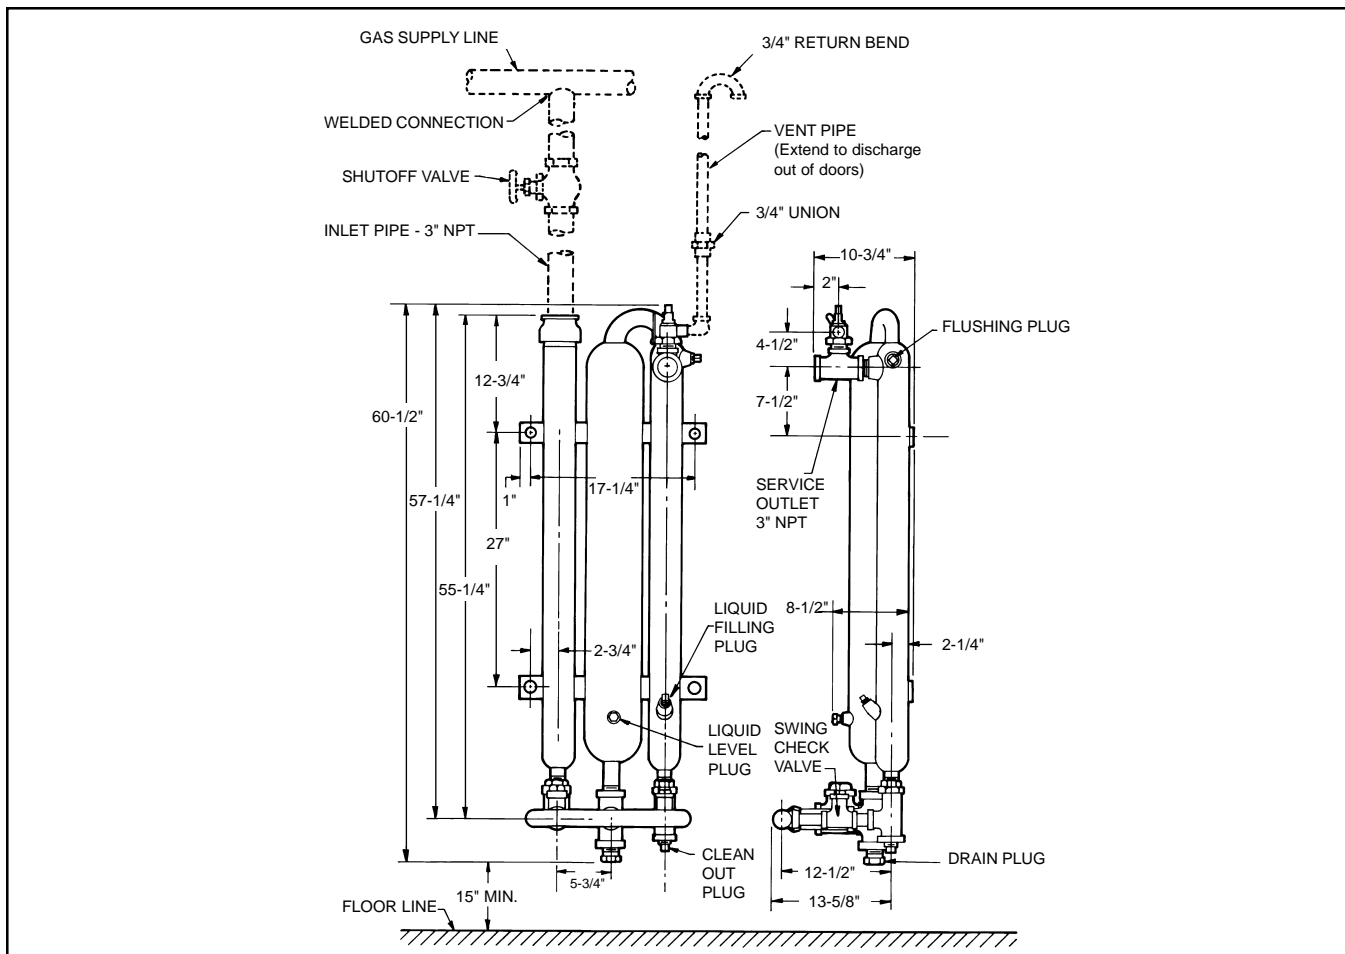 GAS SUPPLY LINE
3/4" RETURN BEND
WELDED CONNECTION
VENT PIPE
(Extend to discharge
out of doors)
SHUTOFF VALVE
3/4" UNION
INLET PIPE - 3" NPT
10-3/4"
2"
FLUSHING PLUG
4-1/2"
12-3/4"
7-1/2"
60-1/2"
SERVICE
OUTLET
3" NPT
17-1/4"
1"
57-1/4"
27"
55-1/4"
LIQUID
FILLING
PLUG
8-1/2"
2-3/4"
2-1/4"
LIQUID
LEVEL
PLUG
SWING
CHECK
VALVE
CLEAN
OUT
PLUG
DRAIN PLUG
12-1/2"
5-3/4"
15" MIN.
13-5/8"
FLOOR LINE